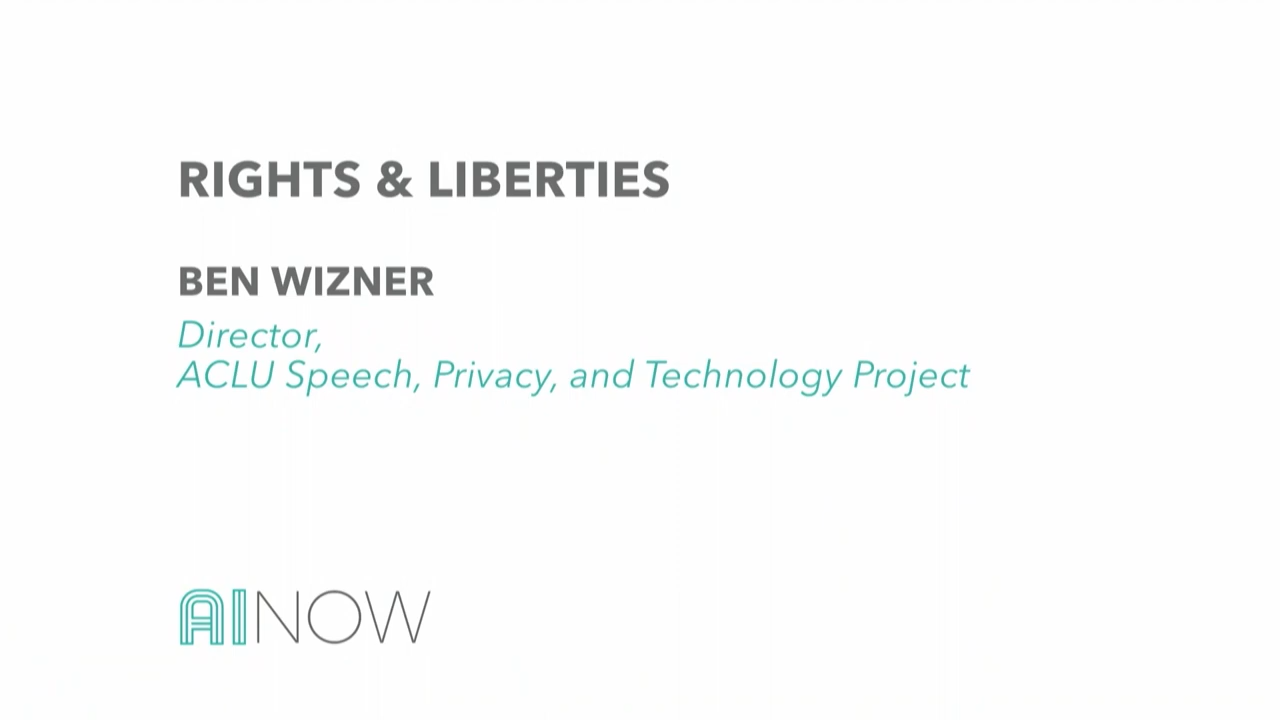 RIGHTS & LIBERTIES
BEN WIZNER
Director,
ACLU Speech, Privacy, and Technology Project
AINOW